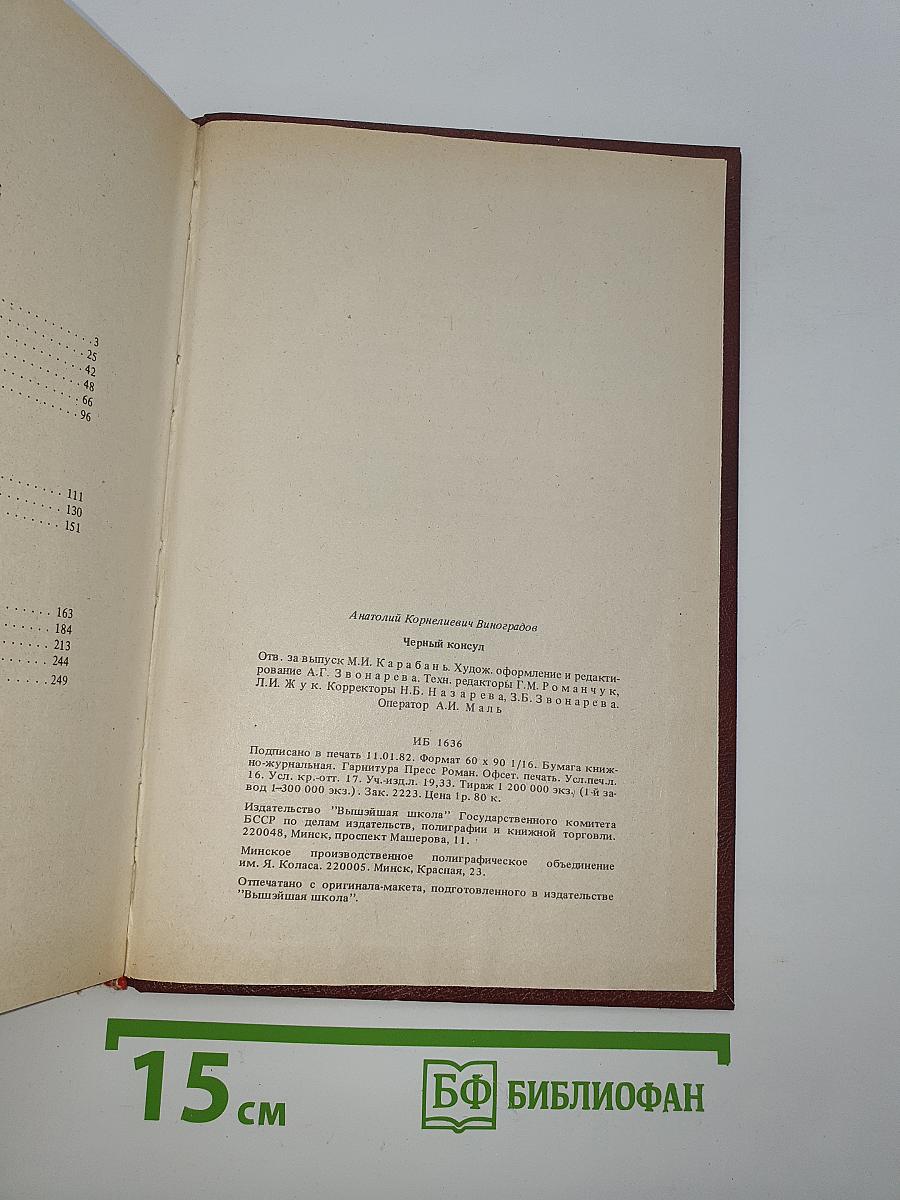 3
25
42
48
66
96
111
130
151
163
184
213
244
249
Анатолий Корнелиевич Виноградов
Черный консул
Отв. за выпуск М.И. Карабань. Худож. оформление и редакти-
рование А.Г. Звонарева. Техн. редакторы Г.М. Романчук,
Л.И. Жук. Корректоры Н.Б. Назарева, З.Б. Звонарева.
Оператор А.И. Маль
ИБ 1636
Подписано в печать 11.01.82. Формат 60 х 90 1/16. Бумага книж-
но-журнальная. Гарнитура Пресс Роман. Офсет. печать. Усл.печ.л.
16. Усл. кр.-отт. 17. Уч.-изд.л. 19,33. Тираж 1 200 000 экз. (1-й за-
вод 1–300 000 экз.). Зак. 2223. Цена 1р. 80 к.
Издательство "Вышэйшая школа" Государственного комитета
БССР по делам издательств, полиграфии и книжной торговли.
220048, Минск, проспект Машерова, 11.
Минское производственное полиграфическое объединение
им. Я. Коласа. 220005. Минск, Красная, 23.
Отпечатано с оригинала-макета, подготовленного в издательстве
"Вышэйшая школа".
15 см
БФ БИБЛИОФАН